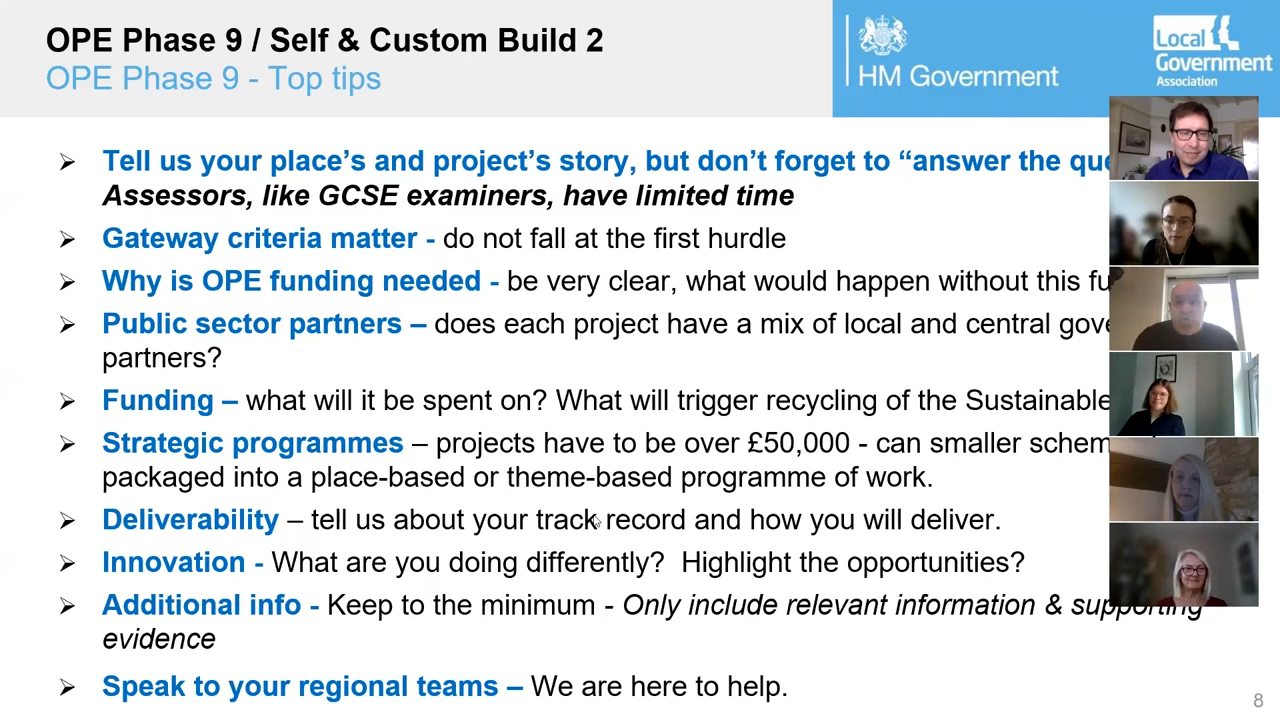 OPE Phase 9 / Self & Custom Build 2
OPE Phase 9 - Top tips
HM Government
Local
Government
Association
➢ Tell us your place’s and project’s story, but don’t forget to “answer the
Assessors, like GCSE examiners, have limited time
➢ Gateway criteria matter - do not fall at the first hurdle
➢ Why is OPE funding needed - be very clear, what would happen without this
➢ Public sector partners – does each project have a mix of local and central
partners?
➢ Funding – what will it be spent on? What will trigger recycling of the Sustainable
➢ Strategic programmes – projects have to be over £50,000 - can smaller
packaged into a place-based or theme-based programme of work.
➢ Deliverability – tell us about your track record and how you will deliver.
➢ Innovation - What are you doing differently?  Highlight the opportunities?
➢ Additional info - Keep to the minimum - Only include relevant information & supporting
evidence
➢ Speak to your regional teams – We are here to help.
8